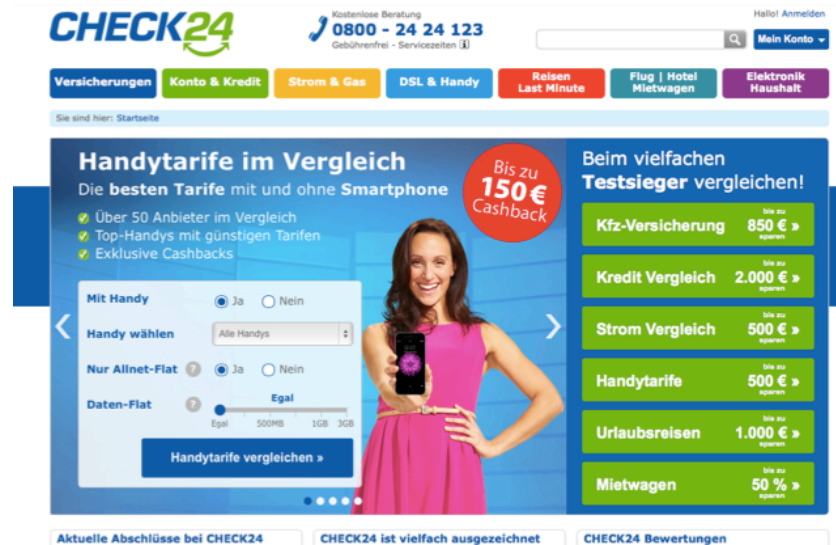 CHECK24
Kostenlose Beratung
0800 - 24 24 123
Gebührenfrei - Servicezeiten i
Hallo! Anmelden
Mein Konto
Versicherungen
Konto & Kredit
Strom & Gas
DSL & Handy
Reisen
Last Minute
Flug | Hotel
Mietwagen
Elektronik
Haushalt
Sie sind hier: Startseite
Handytarife im Vergleich
Die besten Tarife mit und ohne Smartphone
Über 50 Anbieter im Vergleich
Top-Handys mit günstigen Tarifen
Exklusive Cashbacks
Bis zu
150 €
Cashback
Mit Handy
Ja
Nein
Handy wählen
Alle Handys
Nur Allnet-Flat ?
Ja
Nein
Daten-Flat ?
Egal
Egal 500MB 1GB 3GB
Handytarife vergleichen »
Beim vielfachen
Testsieger vergleichen!
Kfz-Versicherung
bis zu
850 € »
sparen
Kredit Vergleich
bis zu
2.000 € »
sparen
Strom Vergleich
bis zu
500 € »
sparen
Handytarife
bis zu
500 € »
sparen
Urlaubsreisen
bis zu
1.000 € »
sparen
Mietwagen
bis zu
50 % »
sparen
Aktuelle Abschlüsse bei CHECK24
CHECK24 ist vielfach ausgezeichnet
CHECK24 Bewertungen